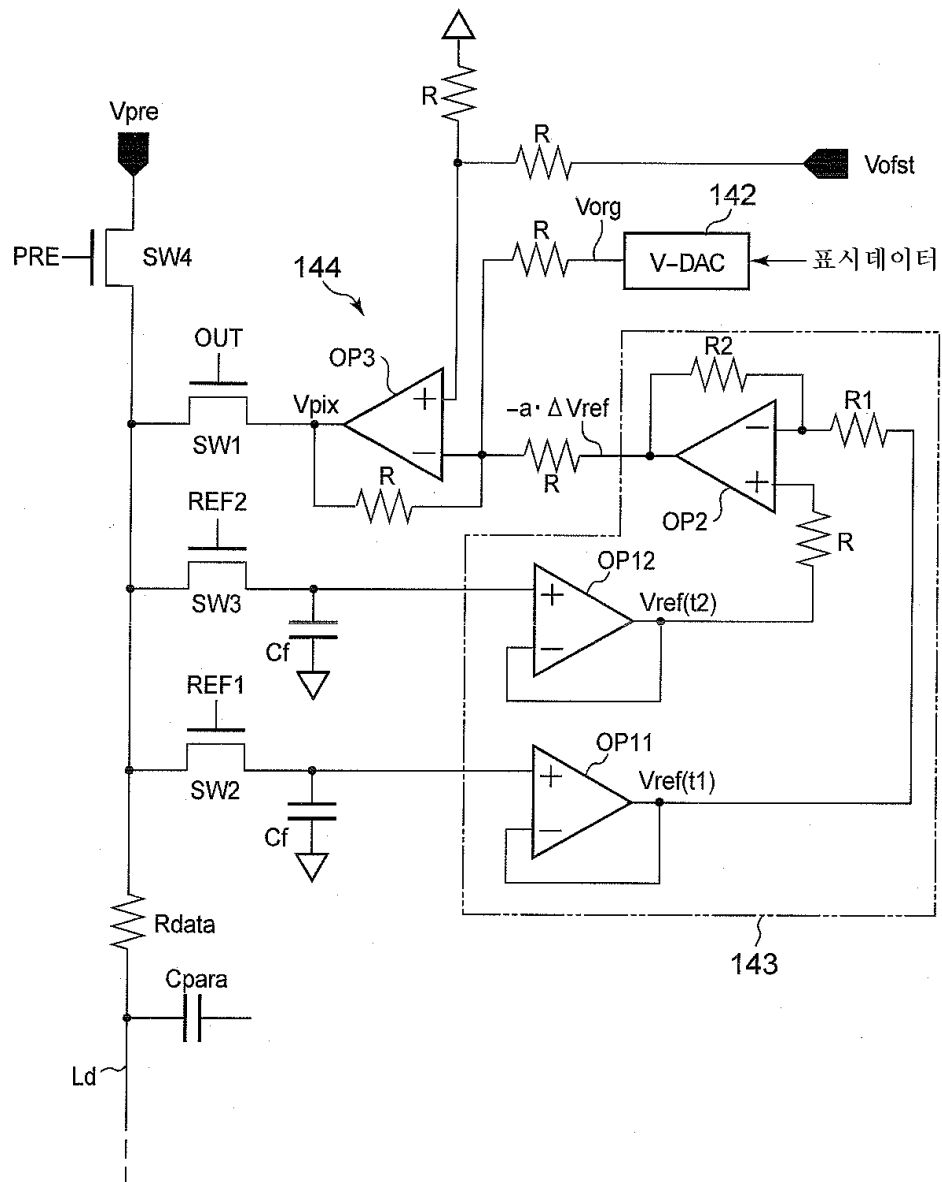 R
Vpre
R
Vofst
142
Vorg
PRE
SW4
R
V-DAC
표시데이터
144
OUT
OP3
R2
R1
Vpix
+
-a·ΔVref
−
SW1
−
R
R
+
OP2
R
REF2
OP12
SW3
+
Vref(t2)
Cf
−
REF1
OP11
SW2
+
Vref(t1)
Cf
−
Rdata
143
Cpara
Ld